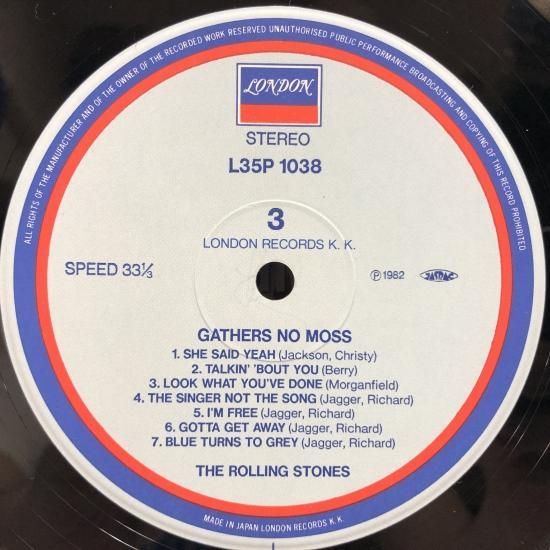 ALL RIGHTS OF THE MANUFACTURER AND OF THE OWNER OF THE RECORDED WORK RESERVED UNAUTHORISED PUBLIC PERFORMANCE BROADCASTING AND COPYING OF THIS RECORD PROHIBITED
LONDON
STEREO
L35P 1038
3
LONDON RECORDS K. K.
SPEED 33⅓
℗ 1982 JASRAC
GATHERS NO MOSS
1. SHE SAID YEAH (Jackson, Christy)
2. TALKIN' 'BOUT YOU (Berry)
3. LOOK WHAT YOU'VE DONE (Morganfield)
4. THE SINGER NOT THE SONG (Jagger, Richard)
5. I'M FREE (Jagger, Richard)
6. GOTTA GET AWAY (Jagger, Richard)
7. BLUE TURNS TO GREY (Jagger, Richard)
THE ROLLING STONES
MADE IN JAPAN LONDON RECORDS K. K.